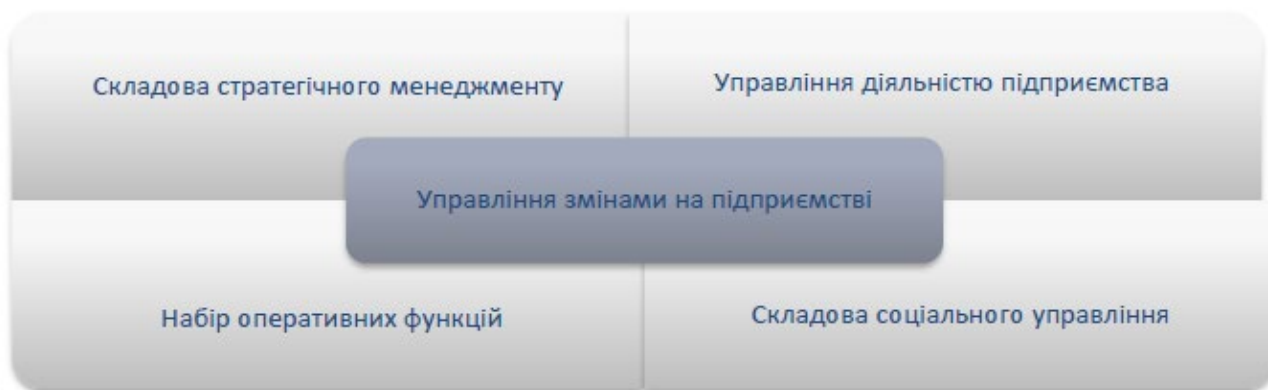 Складова стратегічного менеджменту
Управління діяльністю підприємства
Управління змінами на підприємстві
Набір оперативних функцій
Складова соціального управління